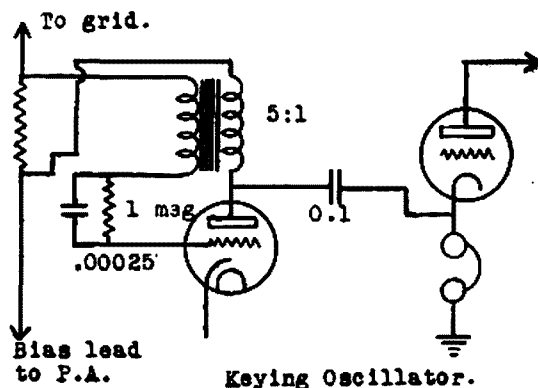 To grid.
5:1
1 meg
0.1
.00025
Bias lead
to P.A.
Keying Oscillator.